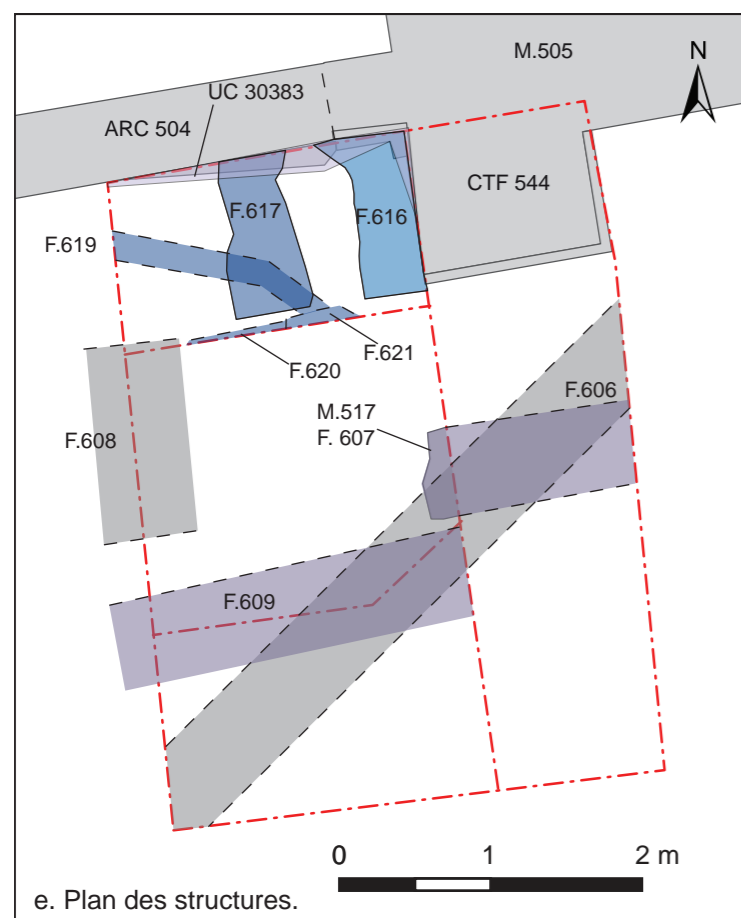 M.505
N
UC 30383
ARC 504
CTF 544
F.617
F.616
F.619
F.621
F.620
F.606
M.517
F. 607
F.608
F.609
0 1 2 m
e. Plan des structures.